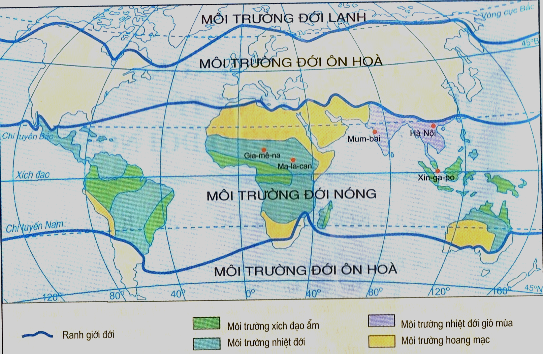 MÔI TRƯỜNG ĐỚI LẠNH
Vòng cực Bắc
45°B
MÔI TRƯỜNG ĐỚI ÔN HOÀ
Chí tuyến Bắc
Mum-bai
Hà Nội
Gia-mê-na
Ma-la-can
Xin-ga-po
Xích đạo
MÔI TRƯỜNG ĐỚI NÓNG
Chí tuyến Nam
MÔI TRƯỜNG ĐỚI ÔN HOÀ
120° 80° 40° 0° 40° 80° 120° 45°N
Ranh giới đới
Môi trường xích đạo ẩm
Môi trường nhiệt đới
Môi trường nhiệt đới gió mùa
Môi trường hoang mạc